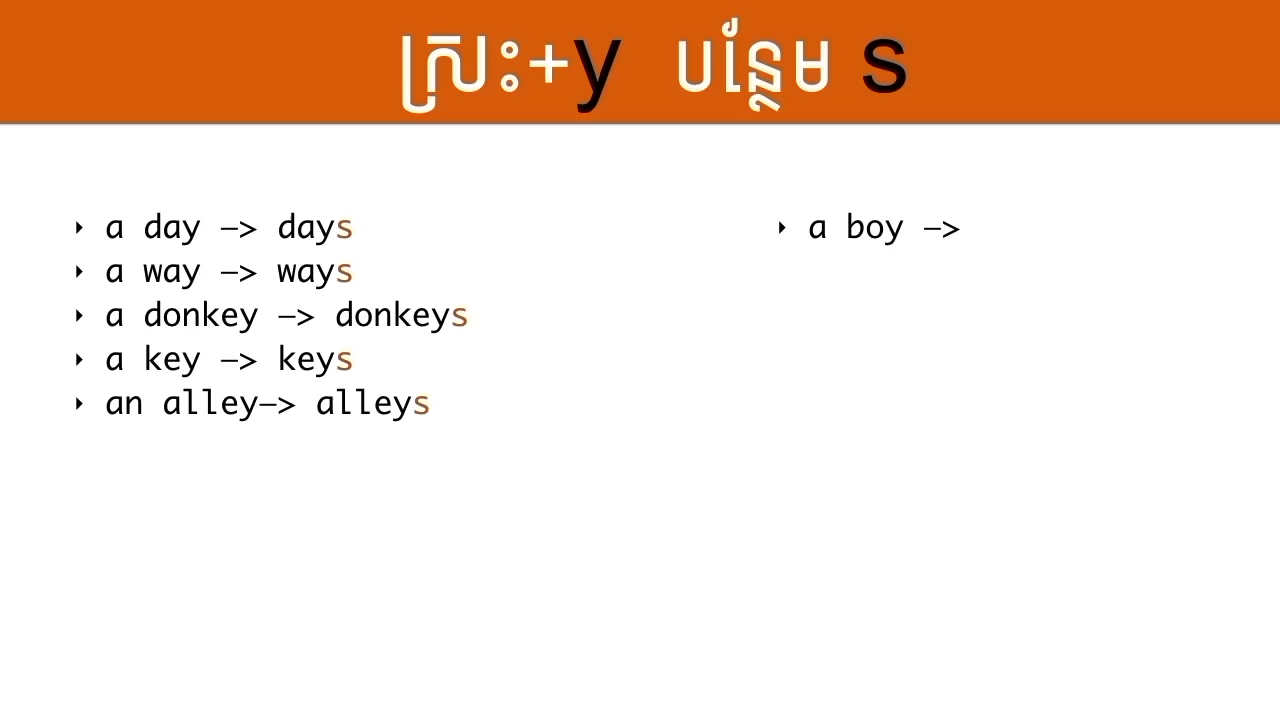 ស្រះ+y បន្ថែម s
‣ a day —> days
‣ a way —> ways
‣ a donkey —> donkeys
‣ a key —> keys
‣ an alley—> alleys
‣ a boy —>